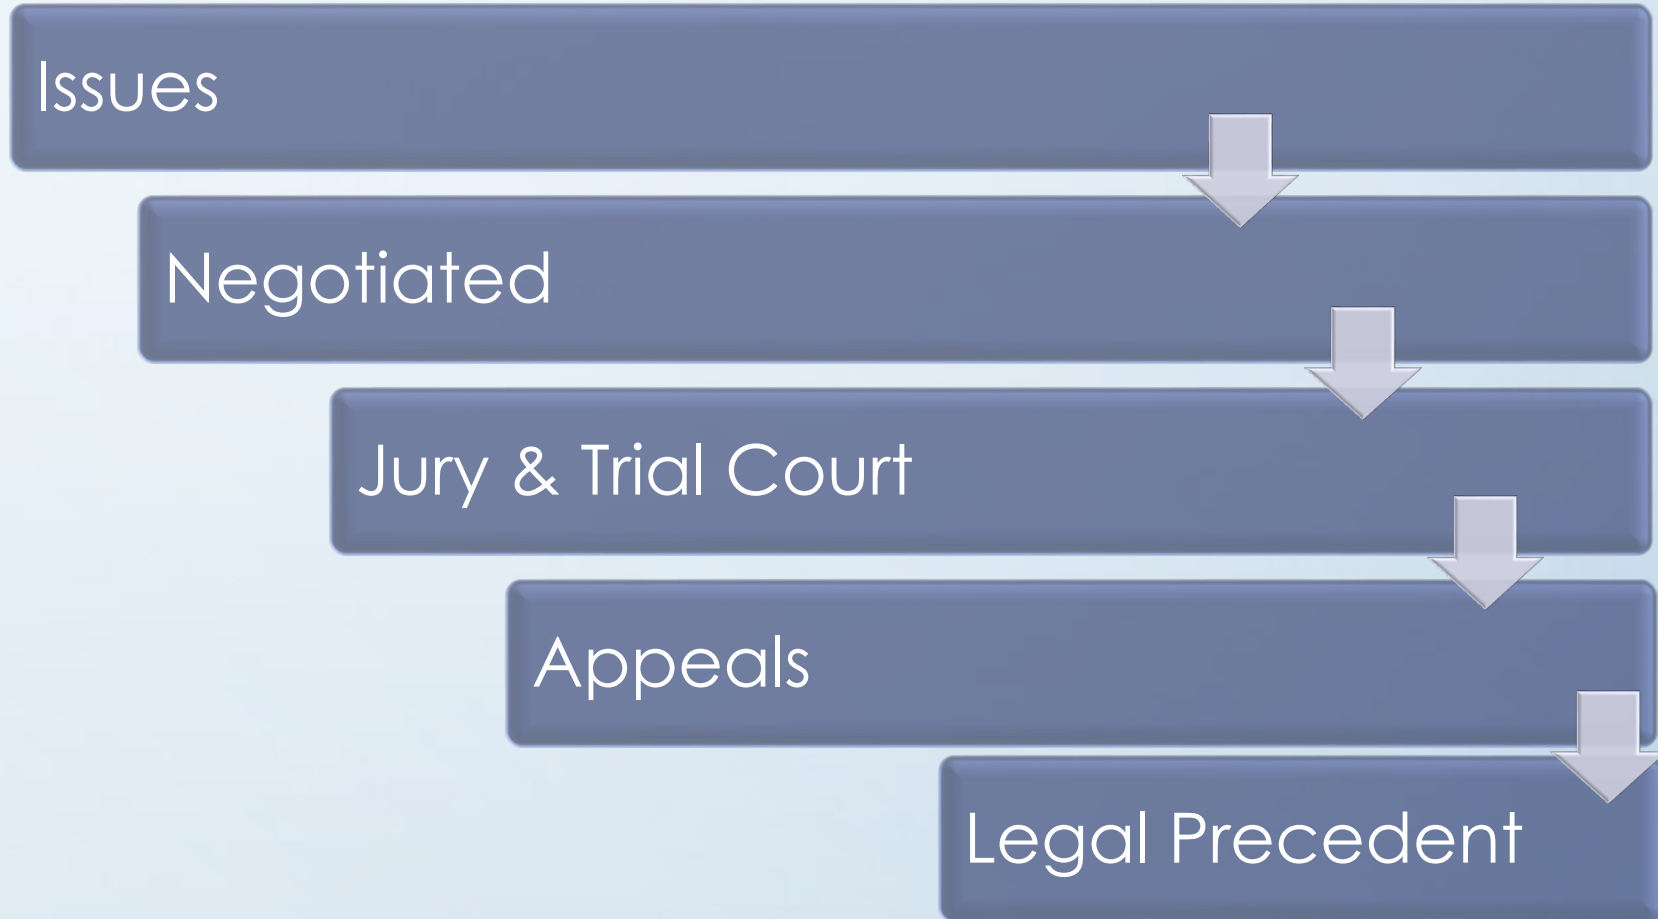 Issues
Negotiated
Jury & Trial Court
Appeals
Legal Precedent